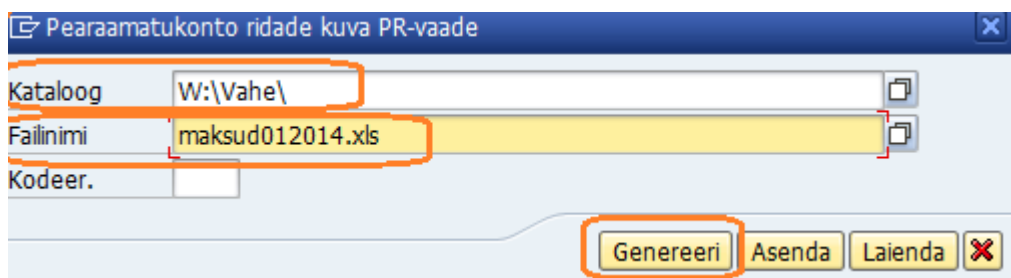 Pearaamatukonto ridade kuva PR-vaade
Kataloog W:\Vahe\
Failinimi maksud012014.xls
Kodeer.
Genereeri Asenda Laienda